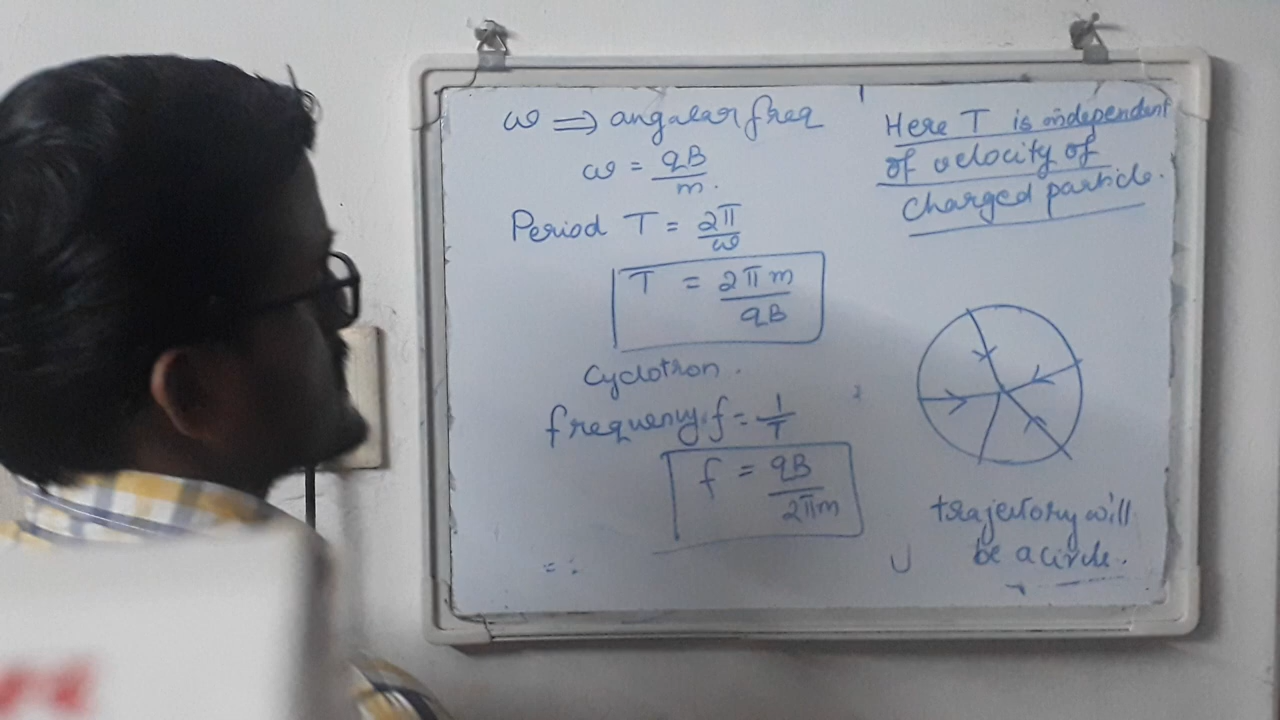 ω ⇒ angular freq
ω = qB/m.
Period T = 2π/ω
T = 2πm/qB
Cyclotron.
frequency, f = 1/T
f = qB/2πm
= :
Here T is independent
of velocity of
charged particle.
trajectory will
be a circle.